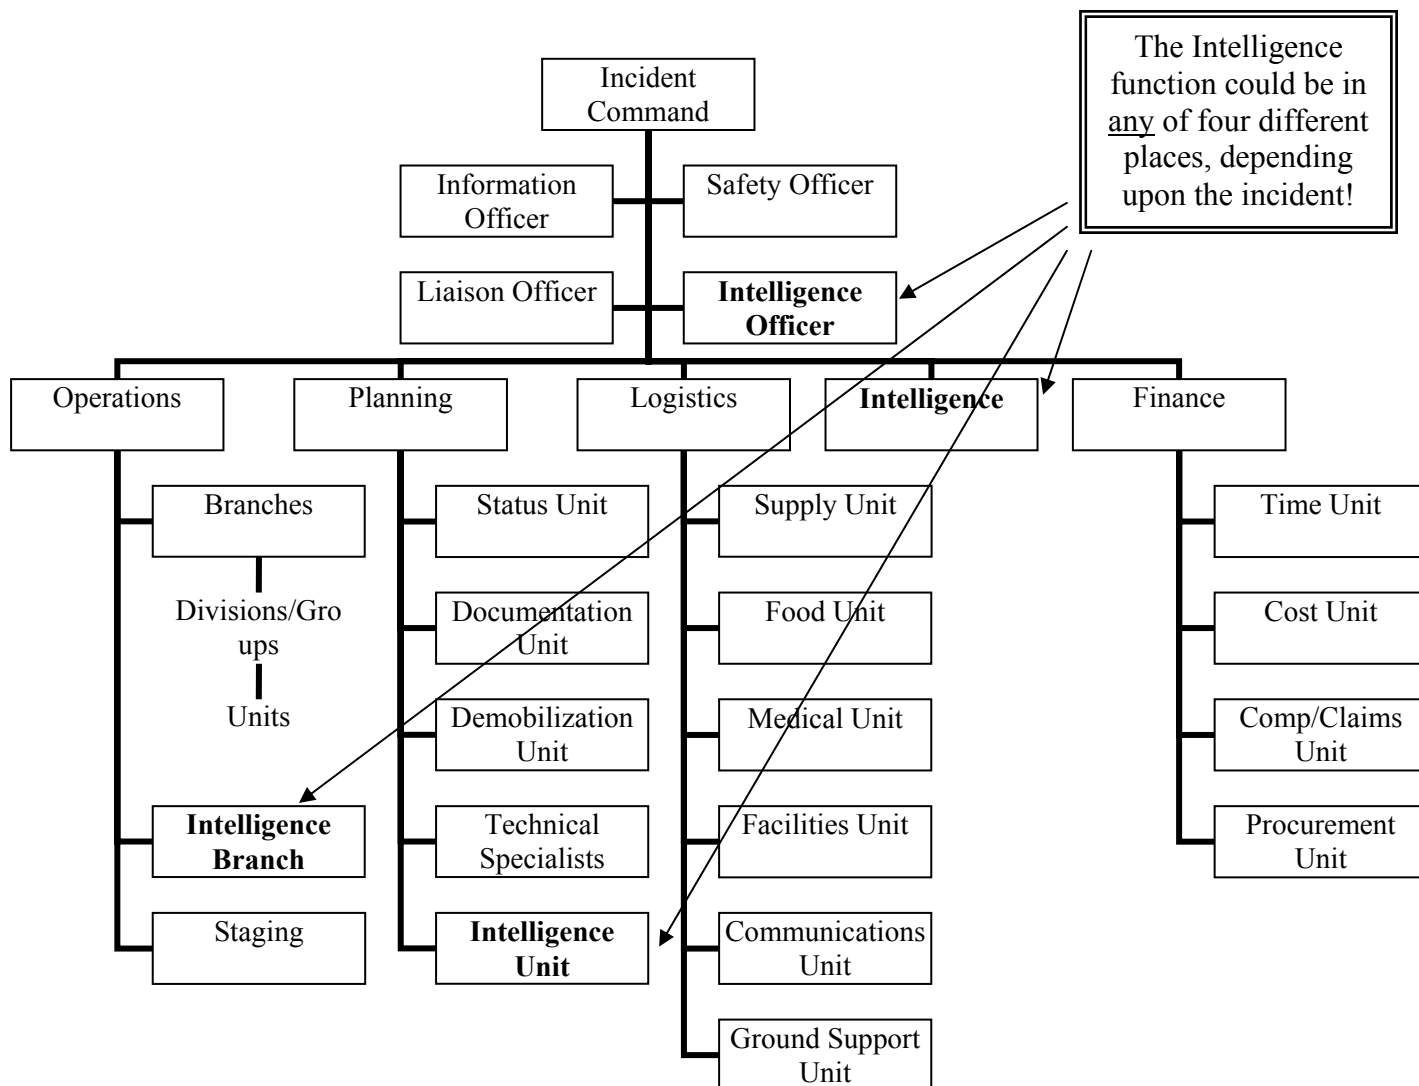 The Intelligence
function could be in
any of four different
places, depending
upon the incident!
Incident
Command
Information
Officer
Safety Officer
Liaison Officer
Intelligence
Officer
Operations
Planning
Logistics
Intelligence
Finance
Branches
Divisions/Gro
ups
Units
Intelligence
Branch
Staging
Status Unit
Documentation
Unit
Demobilization
Unit
Technical
Specialists
Intelligence
Unit
Supply Unit
Food Unit
Medical Unit
Facilities Unit
Communications
Unit
Ground Support
Unit
Time Unit
Cost Unit
Comp/Claims
Unit
Procurement
Unit